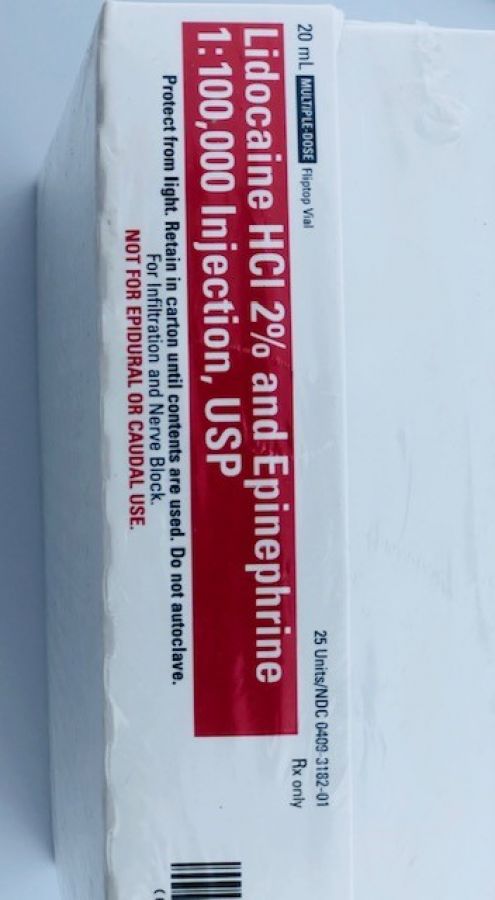 20 mL MULTIPLE-DOSE Fliptop Vial
25 Units/NDC 0409-3182-01
Rx only
Lidocaine HCl 2% and Epinephrine
1:100,000 Injection, USP
Protect from light. Retain in carton until contents are used. Do not autoclave.
For Infiltration and Nerve Block.
NOT FOR EPIDURAL OR CAUDAL USE.